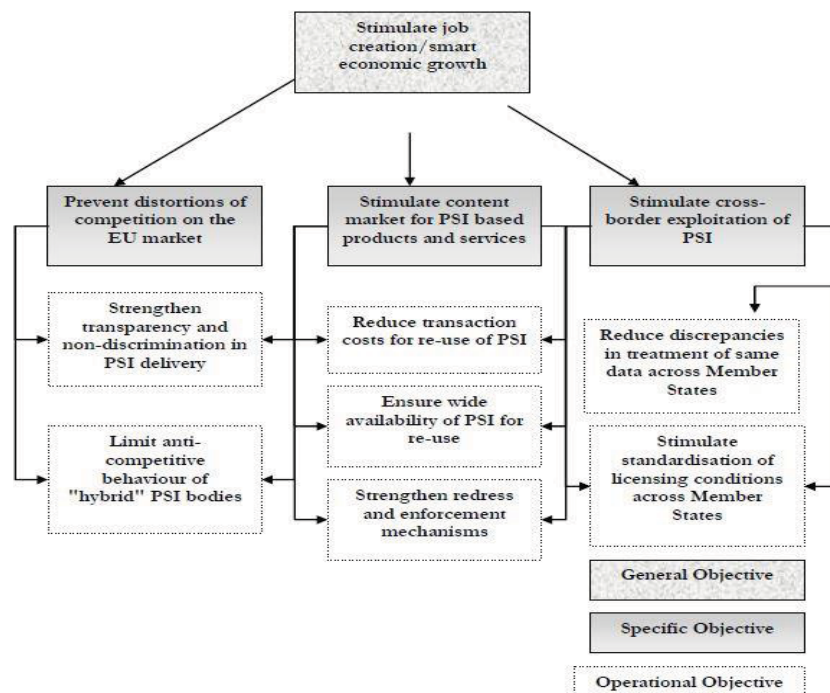 Stimulate job
creation/smart
economic growth
Prevent distortions of
competition on the
EU market
Stimulate content
market for PSI based
products and services
Stimulate cross-
border exploitation of
PSI
Strengthen
transparency and
non-discrimination in
PSI delivery
Reduce transaction
costs for re-use of PSI
Reduce discrepancies
in treatment of same
data across Member
States
Ensure wide
availability of PSI for
re-use
Limit anti-
competitive
behaviour of
"hybrid" PSI bodies
Stimulate
standardisation of
licensing conditions
across Member
States
Strengthen redress
and enforcement
mechanisms
General Objective
Specific Objective
Operational Objective